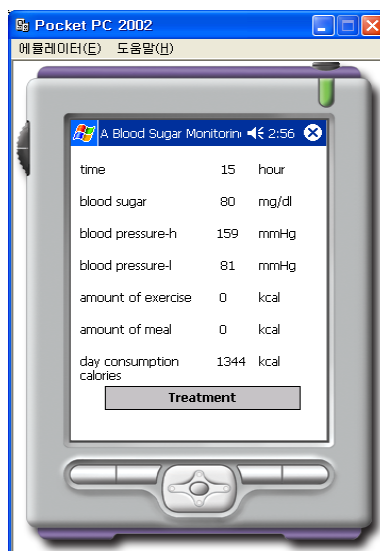 Pocket PC 2002
에뮬레이터(E) 도움말(H)
A Blood Sugar Monitorin 2:56
time 15 hour
blood sugar 80 mg/dl
blood pressure-h 159 mmHg
blood pressure-l 81 mmHg
amount of exercise 0 kcal
amount of meal 0 kcal
day consumption 1344 kcal
calories
Treatment